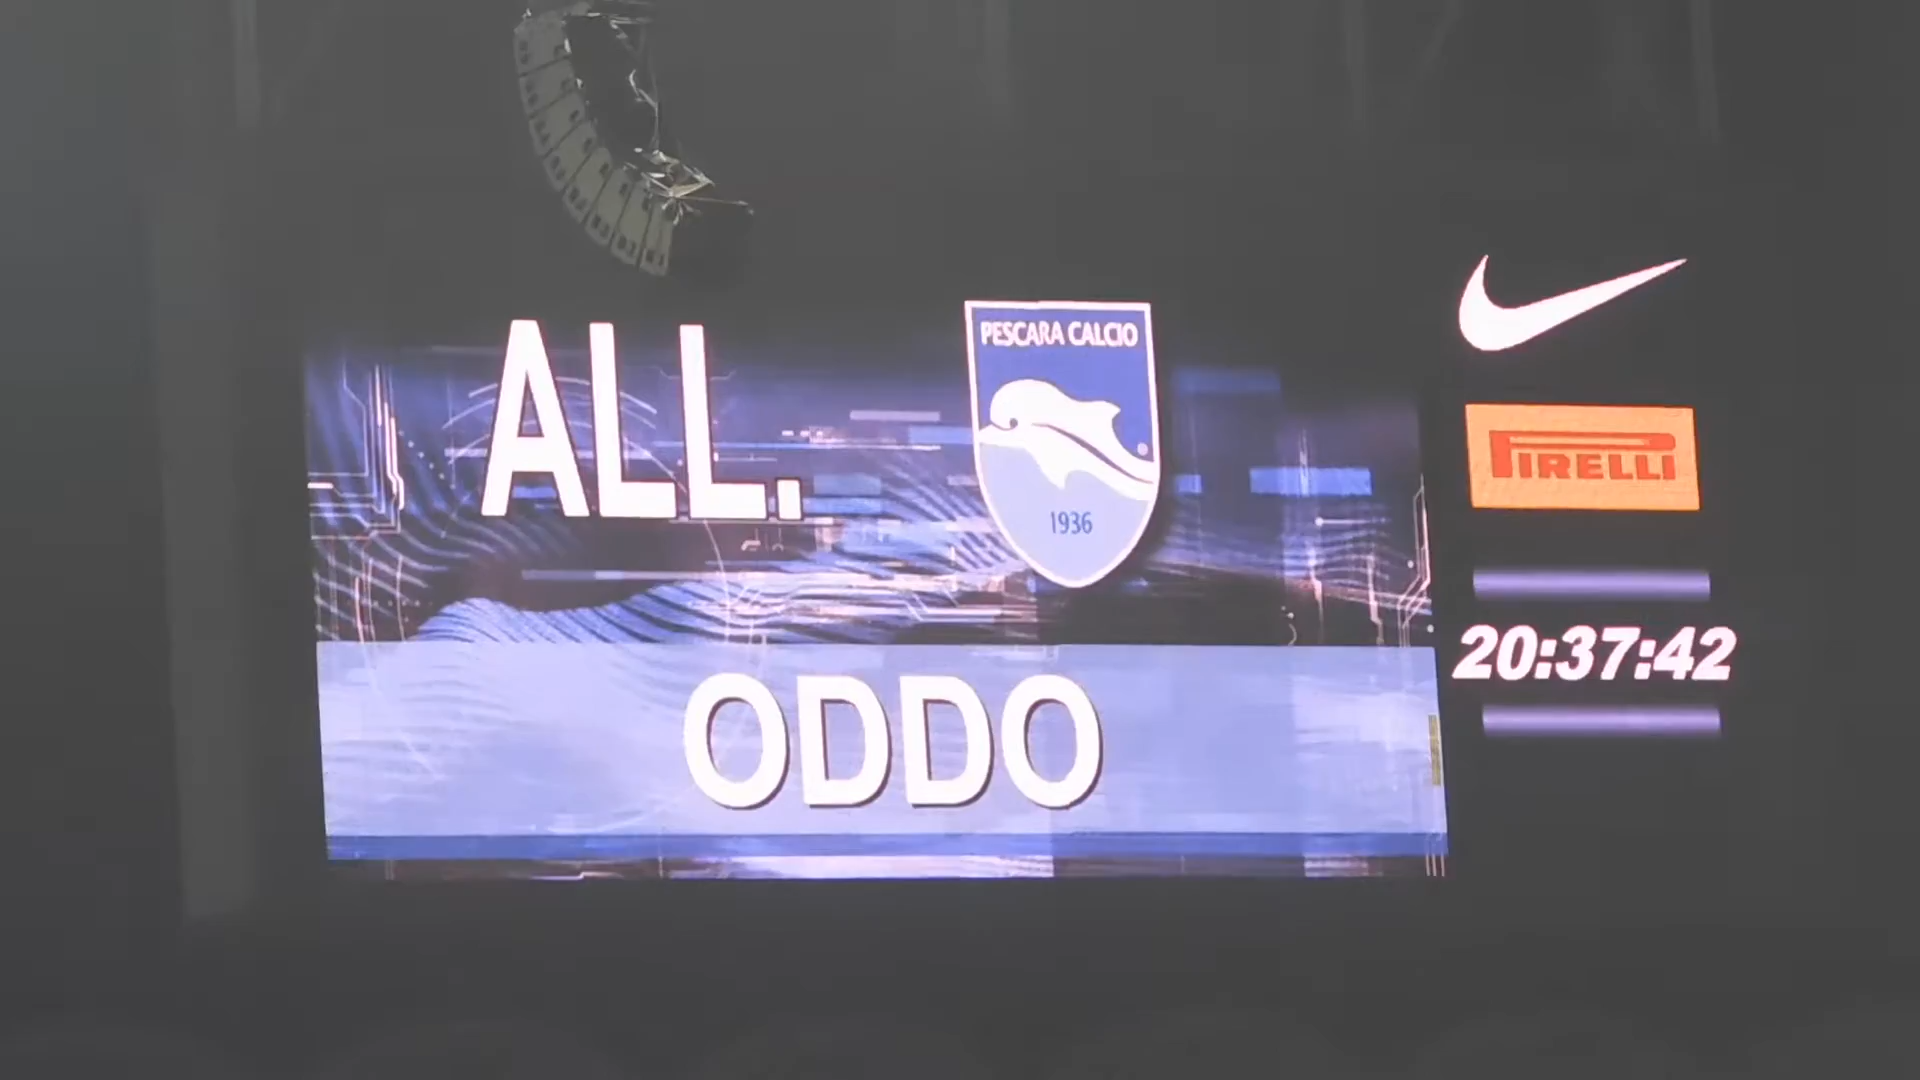 ALL.
PESCARA CALCIO
1936
ODDO
PIRELLI
20:37:42